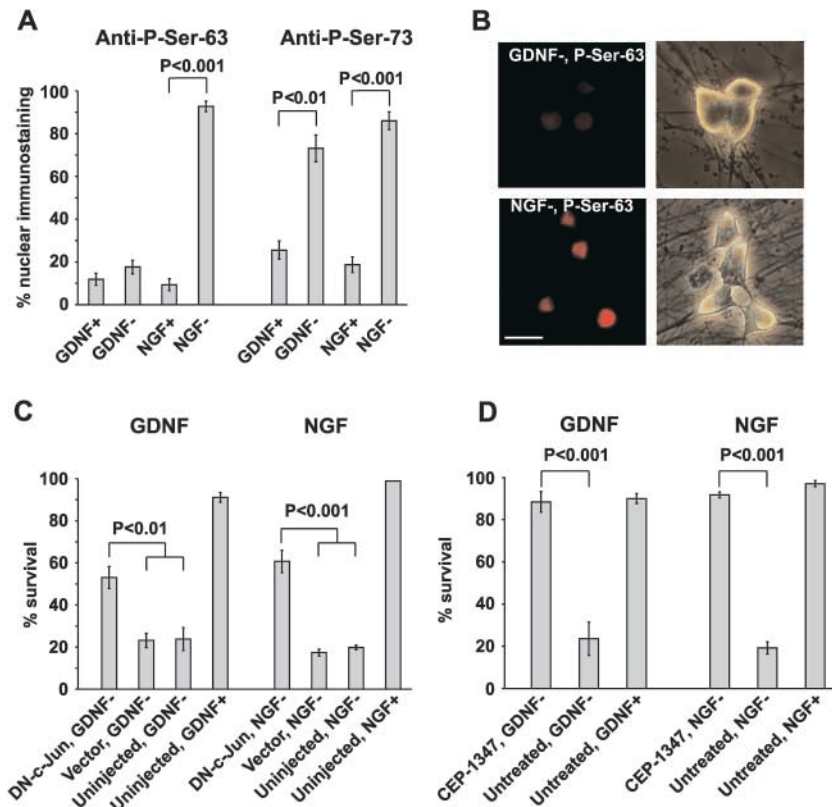 A
Anti-P-Ser-63 Anti-P-Ser-73
P<0.001 P<0.01 P<0.001
% nuclear immunostaining
100
80
60
40
20
0
GDNF+ GDNF- NGF+ NGF- GDNF+ GDNF- NGF+ NGF-
B
GDNF-, P-Ser-63
NGF-, P-Ser-63
C
GDNF NGF
P<0.01 P<0.001
% survival
100
80
60
40
20
0
DN-c-Jun, GDNF- Vector, GDNF- Uninjected, GDNF- Uninjected, GDNF+ DN-c-Jun, NGF- Vector, NGF- Uninjected, NGF- Uninjected, NGF+
D
GDNF NGF
P<0.001 P<0.001
% survival
100
80
60
40
20
0
CEP-1347, GDNF- Untreated, GDNF- Untreated, GDNF+ CEP-1347, NGF- Untreated, NGF- Untreated, NGF+